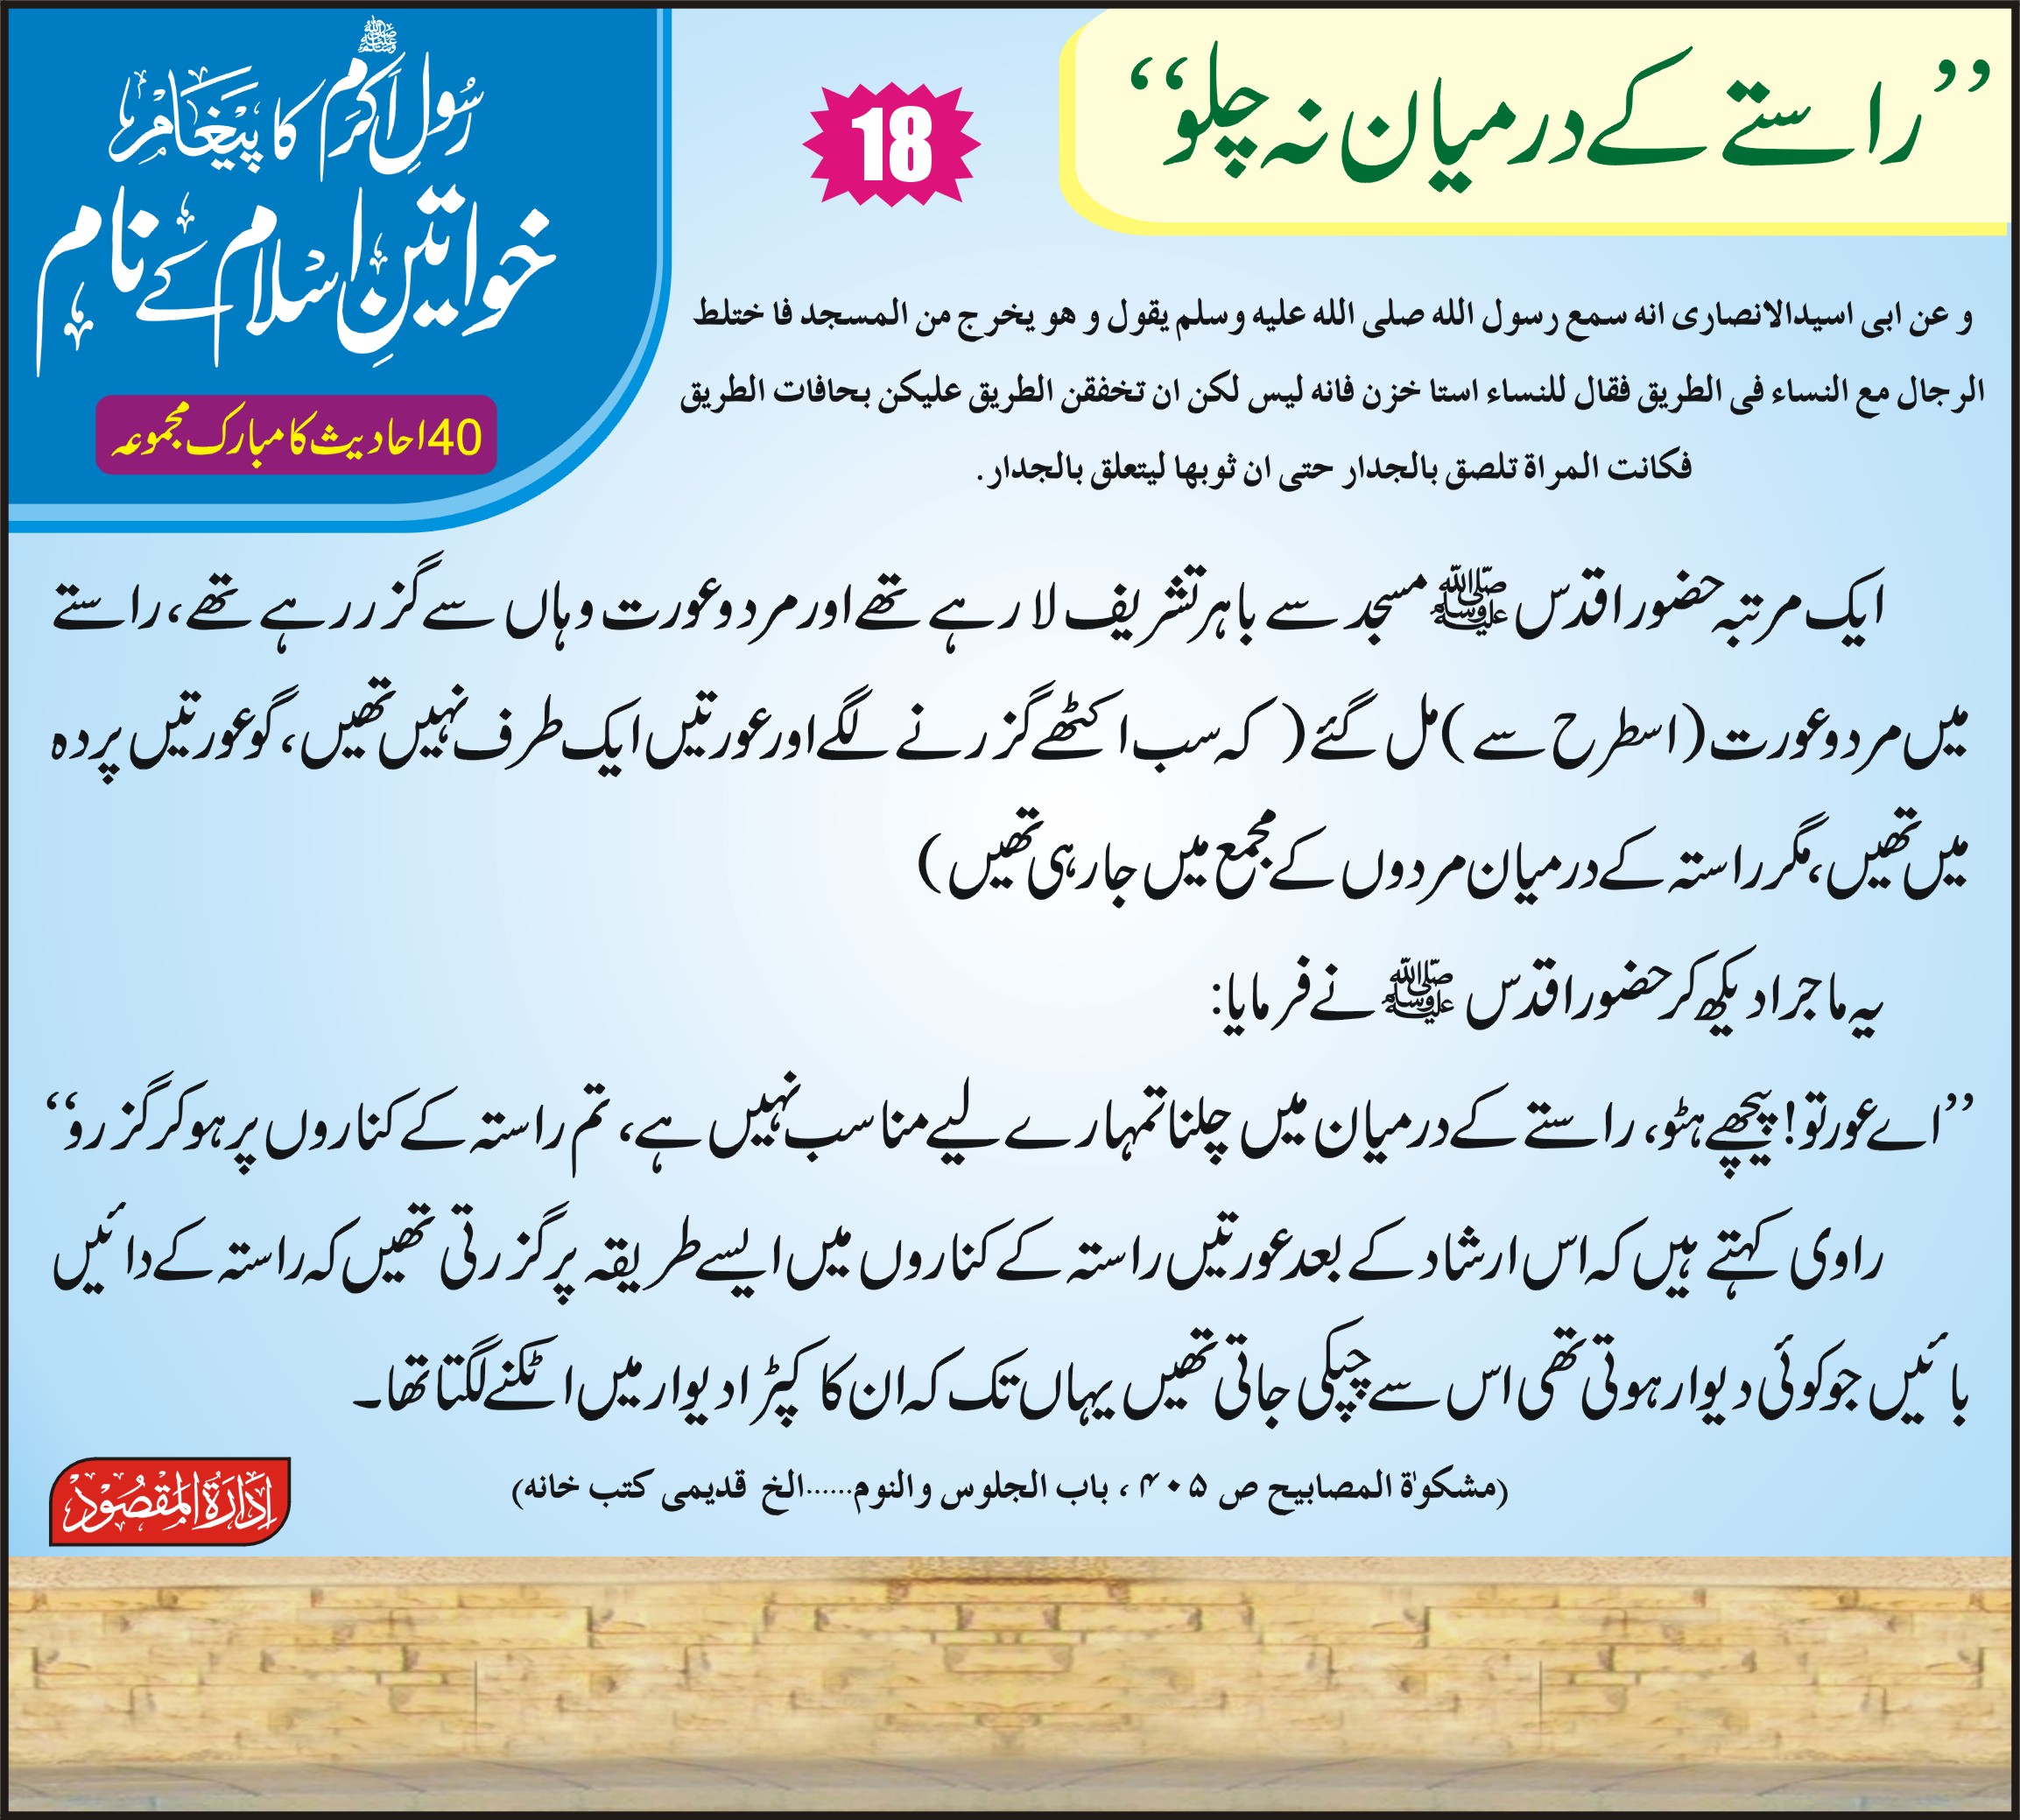 ’’راستے کے درمیان نہ چلو‘‘
18
ﷺ
رسولِ اکرم کا پیغام
خواتینِ اسلام کے نام
40 احادیث کا مبارک مجموعہ
و عن ابی اسیدالانصاری انہ سمع رسول اللہ صلی اللہ علیہ وسلم یقول و هو یخرج من المسجد فا ختلط
الرجال مع النساء فی الطریق فقال للنساء استا خزن فانه لیس لکن ان تخفقن الطریق علیکن بحافات الطریق
فکانت المراة تلصق بالجدار حتی ان ثوبها لیتعلق بالجدار.
ایک مرتبہ حضور اقدس ﷺ مسجد سے باہر تشریف لا رہے تھے اور مرد و عورت وہاں سے گزر رہے تھے، راستے
میں مرد و عورت (اسطرح سے) مل گئے (کہ سب اکٹھے گزرنے لگے اور عورتیں ایک طرف نہیں تھیں، گو عورتیں پردہ
میں تھیں، مگر راستہ کے درمیان مردوں کے مجمع میں جارہی تھیں)
یہ ماجرا دیکھ کر حضور اقدس ﷺ نے فرمایا:
’’اے عورتو! پیچھے ہٹو، راستے کے درمیان میں چلنا تمہارے لیے مناسب نہیں ہے، تم راستہ کے کناروں پر ہو کر گزرو‘‘
راوی کہتے ہیں کہ اس ارشاد کے بعد عورتیں راستہ کے کناروں میں ایسے طریقہ پر گزرتی تھیں کہ راستہ کے دائیں
بائیں جو کوئی دیوار ہوتی تھی اس سے چپکی جاتی تھیں یہاں تک کہ ان کا کپڑا دیوار میں اٹکنے لگتا تھا۔
(مشکوٰۃ المصابیح ص ۴۰۵ ، باب الجلوس والنوم......الخ قدیمی کتب خانہ)
اِدَارَۃُ المَقصُود